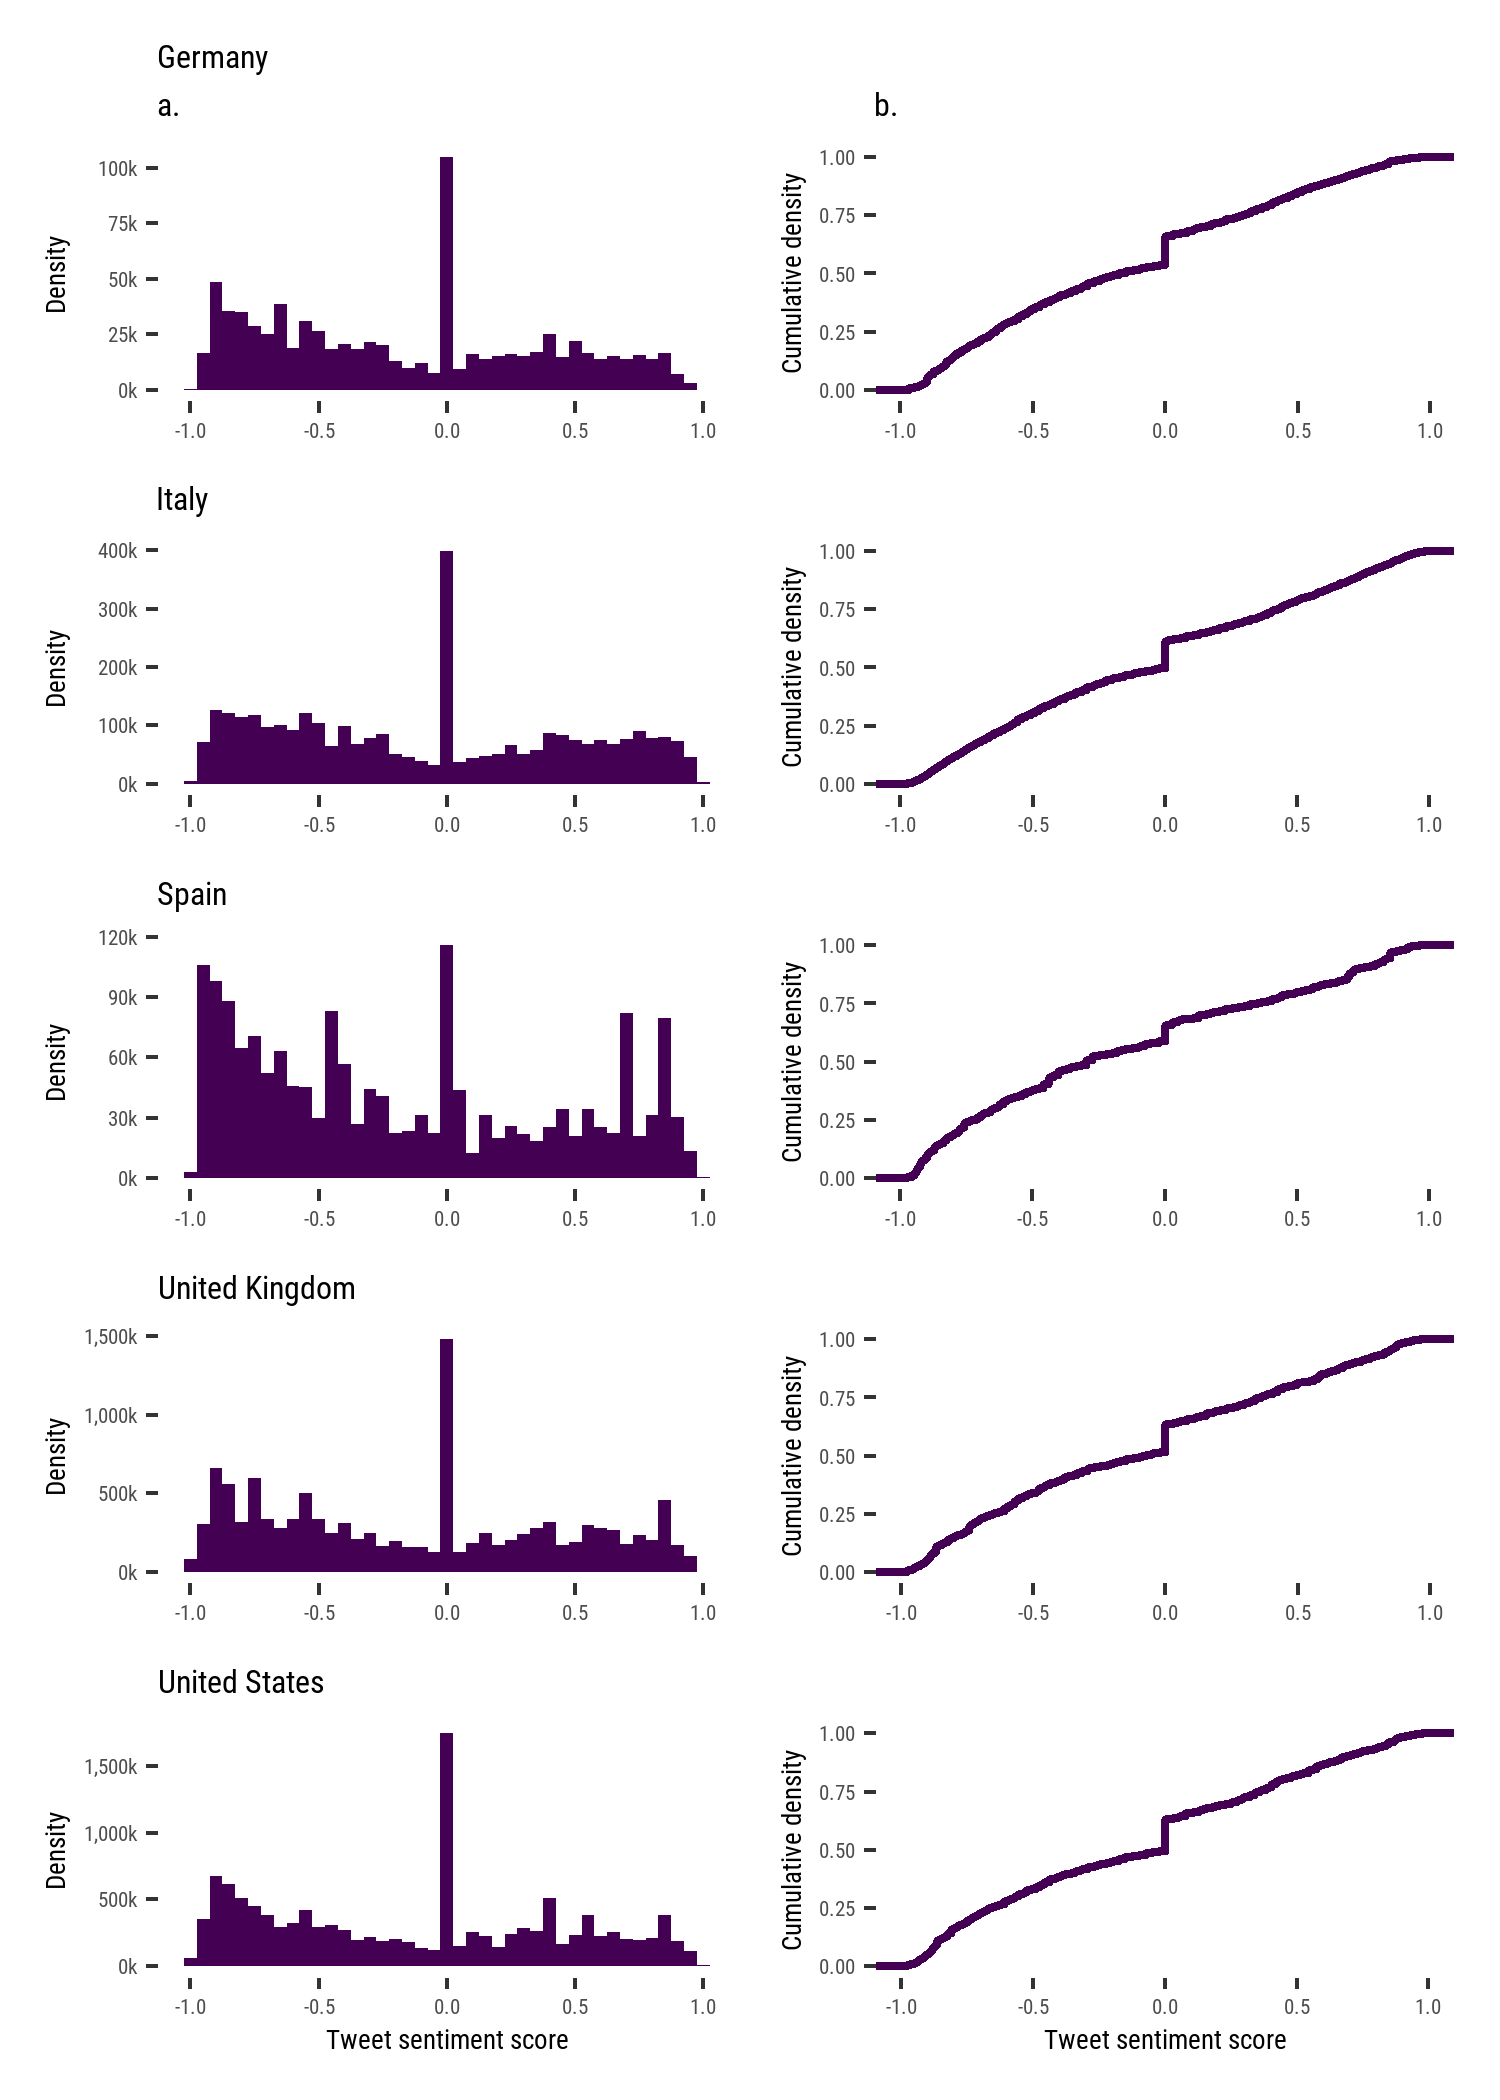 Germany
a.
b.
Density
100k
75k
50k
25k
0k
-1.0 -0.5 0.0 0.5 1.0
Cumulative density
1.00
0.75
0.50
0.25
0.00
-1.0 -0.5 0.0 0.5 1.0
Italy
Density
400k
300k
200k
100k
0k
-1.0 -0.5 0.0 0.5 1.0
Cumulative density
1.00
0.75
0.50
0.25
0.00
-1.0 -0.5 0.0 0.5 1.0
Spain
Density
120k
90k
60k
30k
0k
-1.0 -0.5 0.0 0.5 1.0
Cumulative density
1.00
0.75
0.50
0.25
0.00
-1.0 -0.5 0.0 0.5 1.0
United Kingdom
Density
1,500k
1,000k
500k
0k
-1.0 -0.5 0.0 0.5 1.0
Cumulative density
1.00
0.75
0.50
0.25
0.00
-1.0 -0.5 0.0 0.5 1.0
United States
Density
1,500k
1,000k
500k
0k
-1.0 -0.5 0.0 0.5 1.0
Tweet sentiment score
Cumulative density
1.00
0.75
0.50
0.25
0.00
-1.0 -0.5 0.0 0.5 1.0
Tweet sentiment score